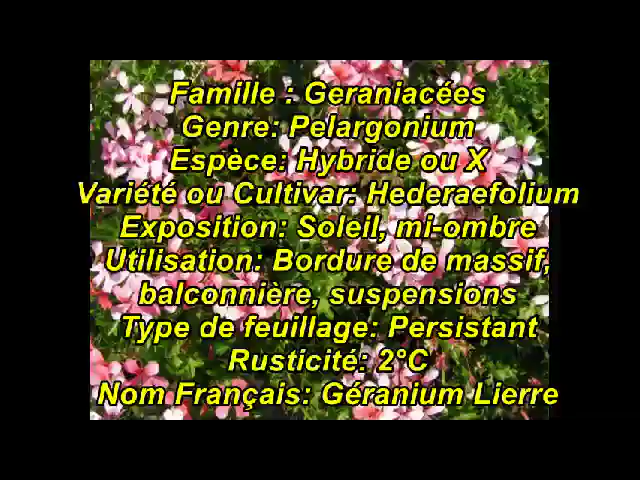 Famille : Geraniacées
Genre: Pelargonium
Espèce: Hybride ou X
Variété ou Cultivar: Hederaefolium
Exposition: Soleil, mi-ombre
Utilisation: Bordure de massif,
balconnière, suspensions
Type de feuillage: Persistant
Rusticité: 2°C
Nom Français: Géranium Lierre